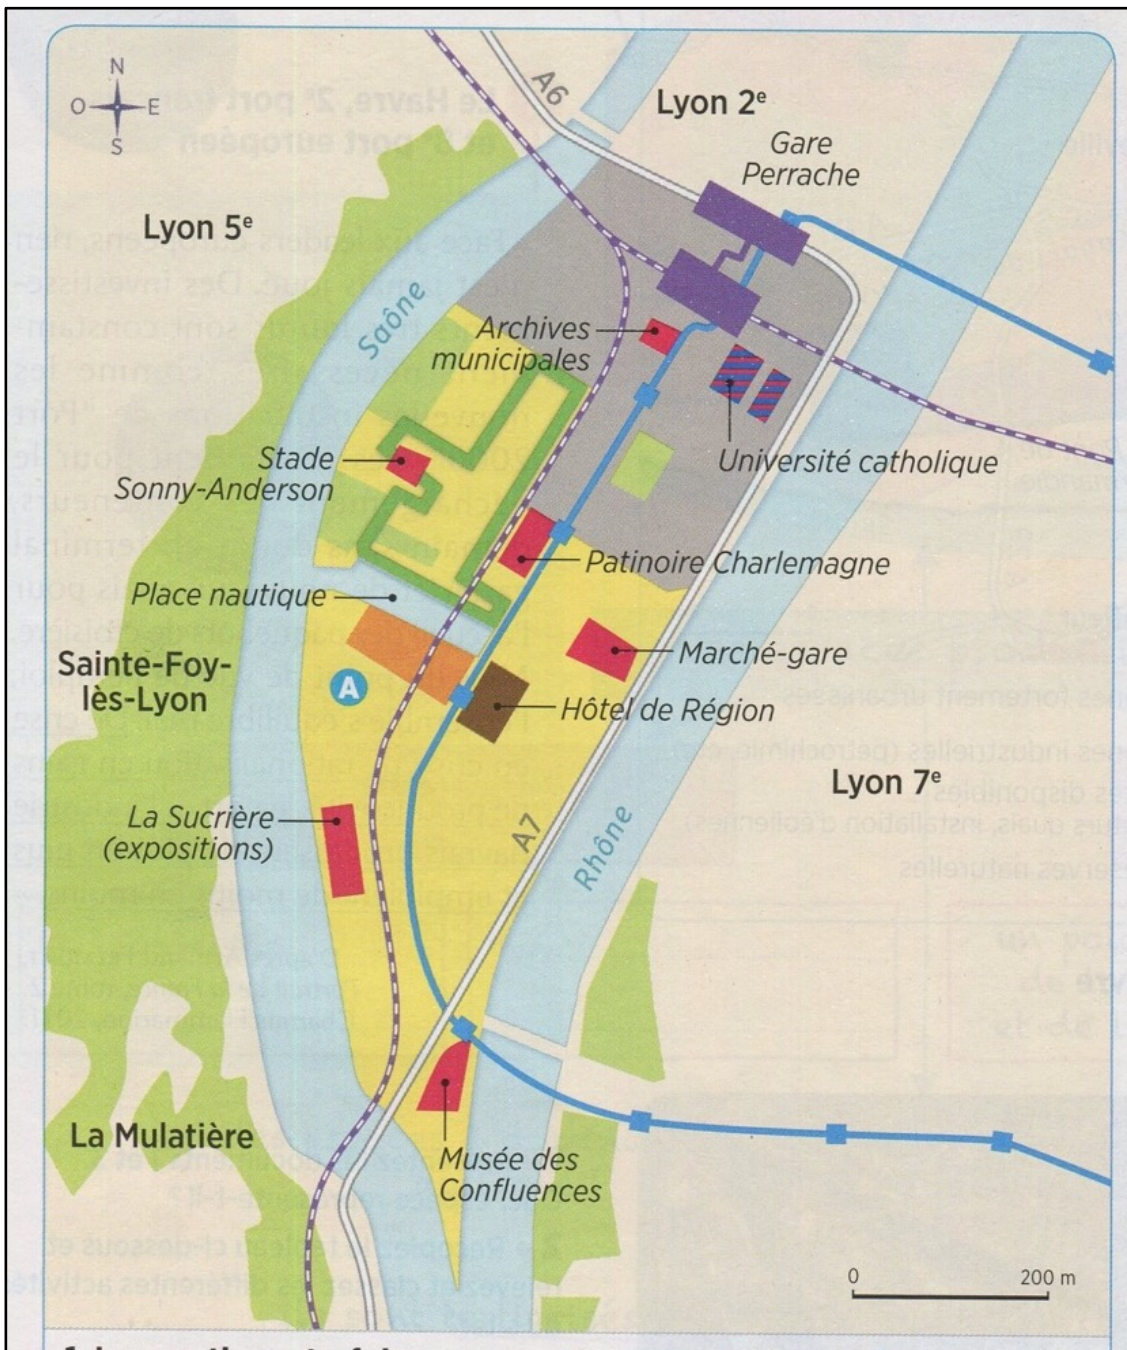 N
O
E
S
A6
Lyon 2e
Gare
Perrache
Lyon 5e
Saône
Archives
municipales
Stade
Sonny-Anderson
Université catholique
Patinoire Charlemagne
Place nautique
Marché-gare
Sainte-Foy-
lès-Lyon
A
Hôtel de Région
Lyon 7e
La Sucrière
(expositions)
A7
Rhône
La Mulatière
Musée des
Confluences
0
200 m